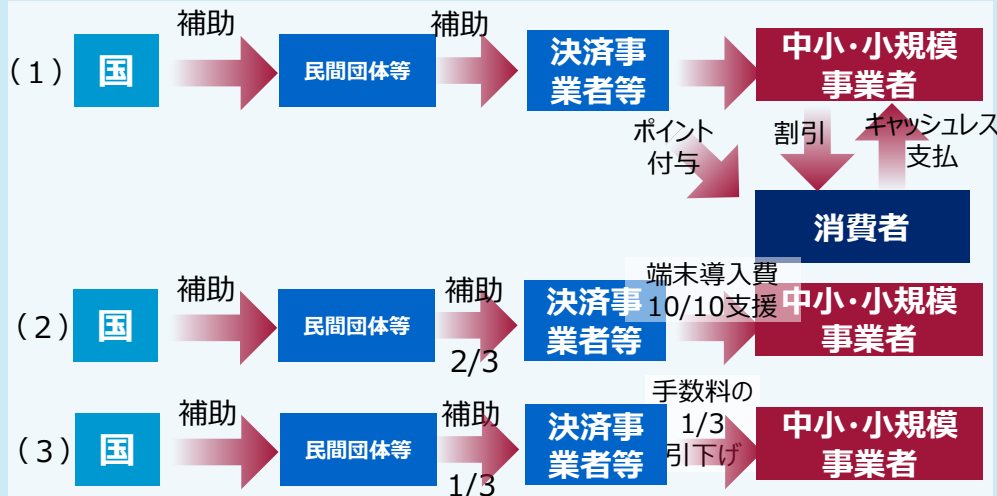 補助
補助
(1)
国
民間団体等
決済事
業者等
中小・小規模
事業者
ポイント
付与
割引
キャッシュレス
支払
消費者
補助
補助
(2)
国
民間団体等
2/3
決済事
業者等
端末導入費
10/10支援
中小・小規模
事業者
補助
補助
(3)
国
民間団体等
1/3
決済事
業者等
手数料の
1/3
引下げ
中小・小規模
事業者